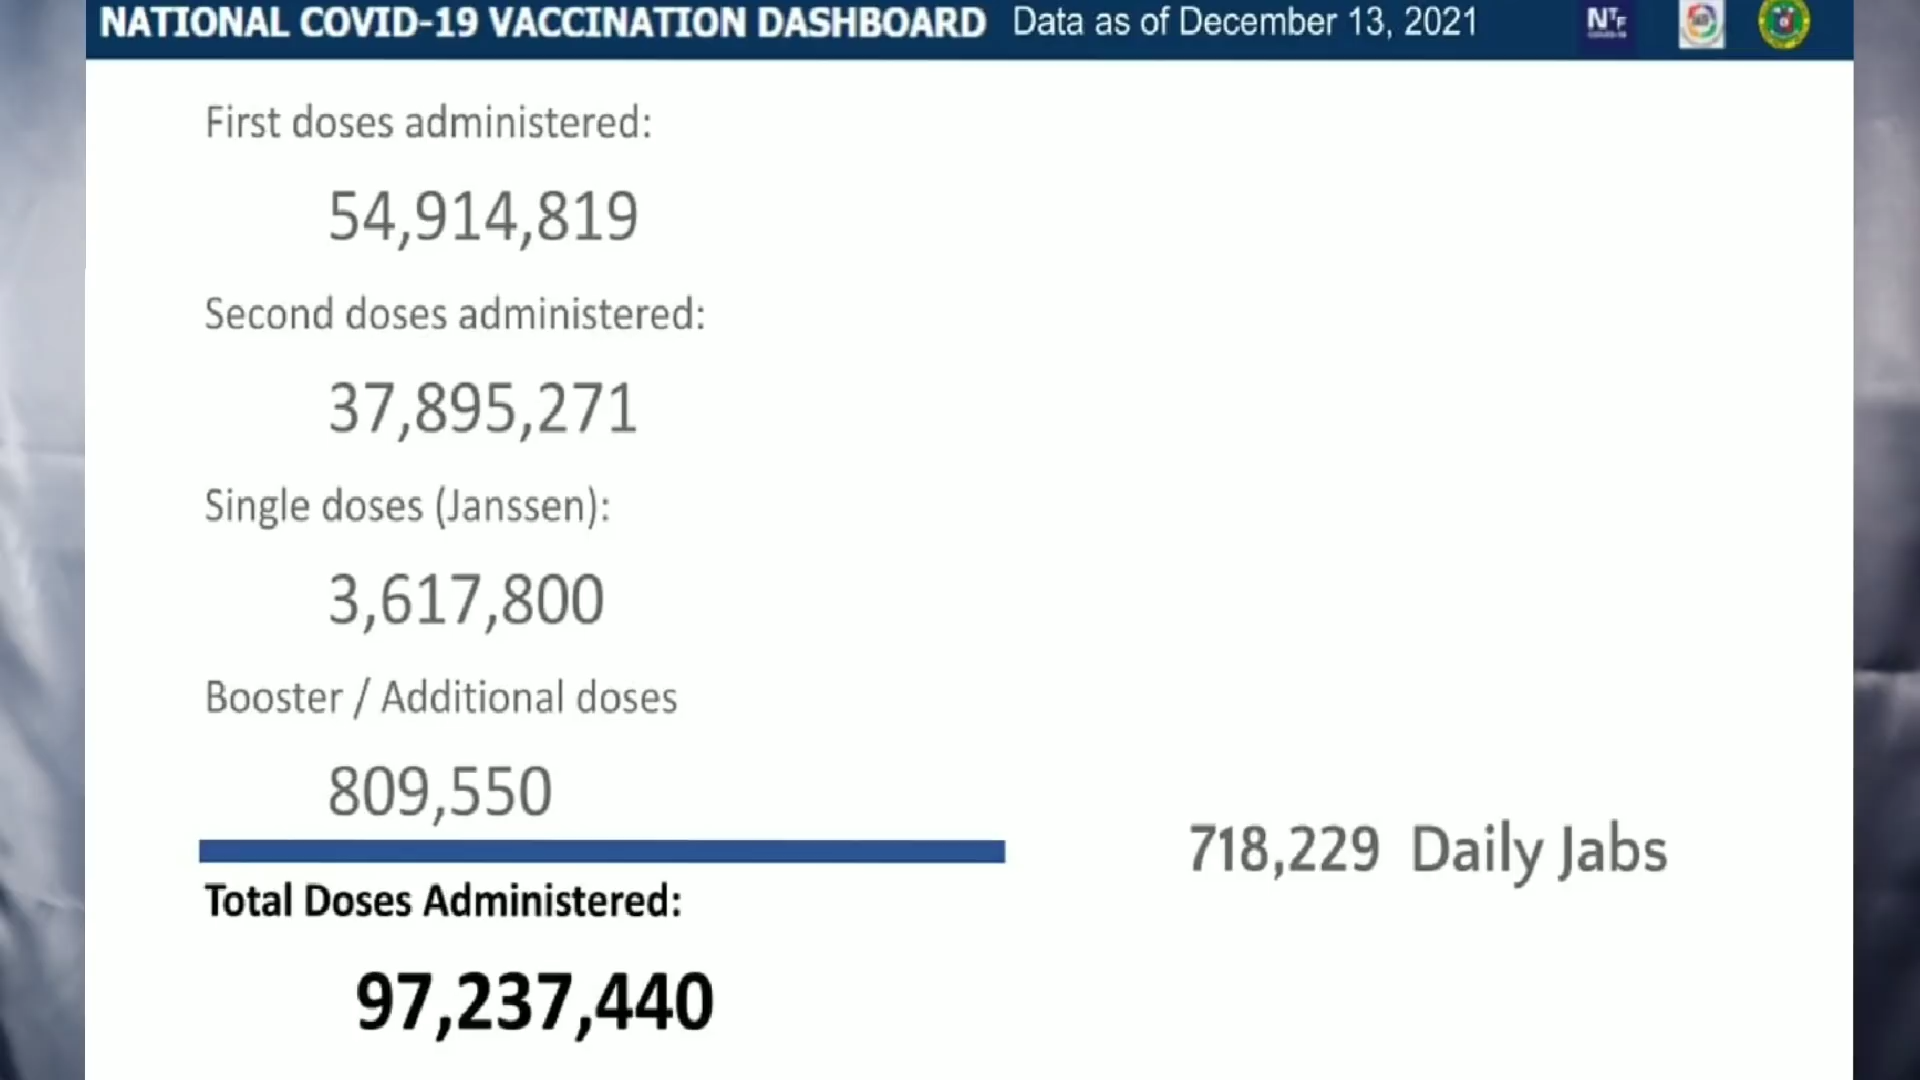 NATIONAL COVID-19 VACCINATION DASHBOARD Data as of December 13, 2021
NTF
First doses administered:
54,914,819
Second doses administered:
37,895,271
Single doses (Janssen):
3,617,800
Booster / Additional doses
809,550
718,229 Daily Jabs
Total Doses Administered:
97,237,440